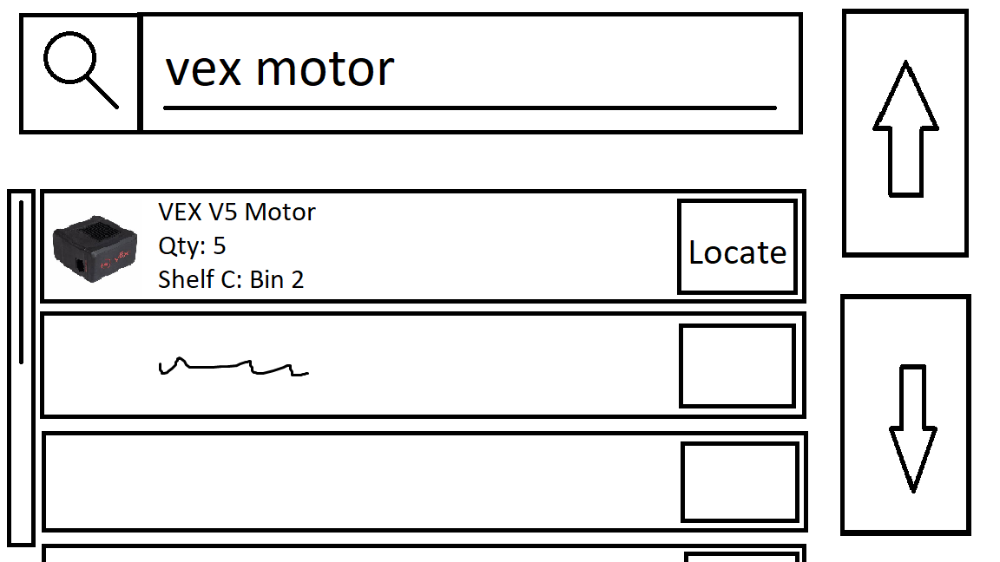 vex motor
VEX V5 Motor
Qty: 5
Shelf C: Bin 2
Locate